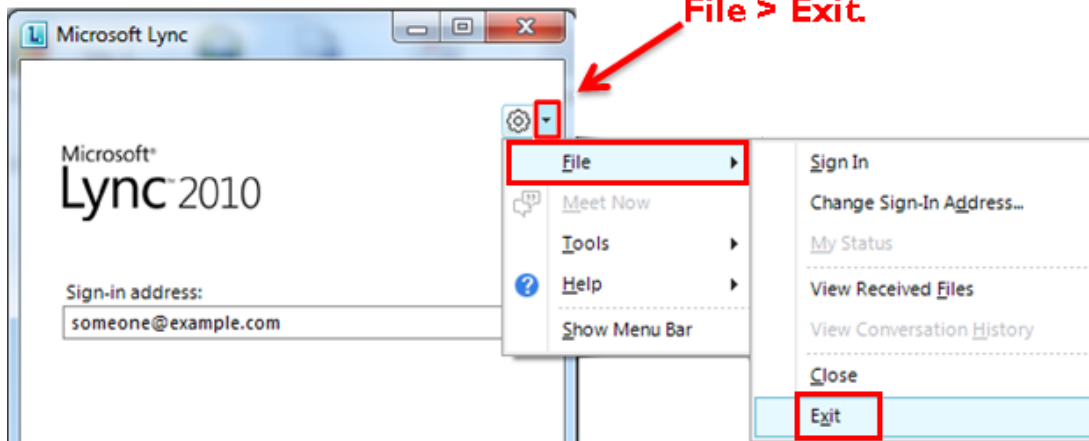 File > Exit.
Microsoft Lync
Microsoft®
Lync™ 2010
Sign-in address:
someone@example.com
File
Meet Now
Tools
Help
Show Menu Bar
Sign In
Change Sign-In Address...
My Status
View Received Files
View Conversation History
Close
Exit